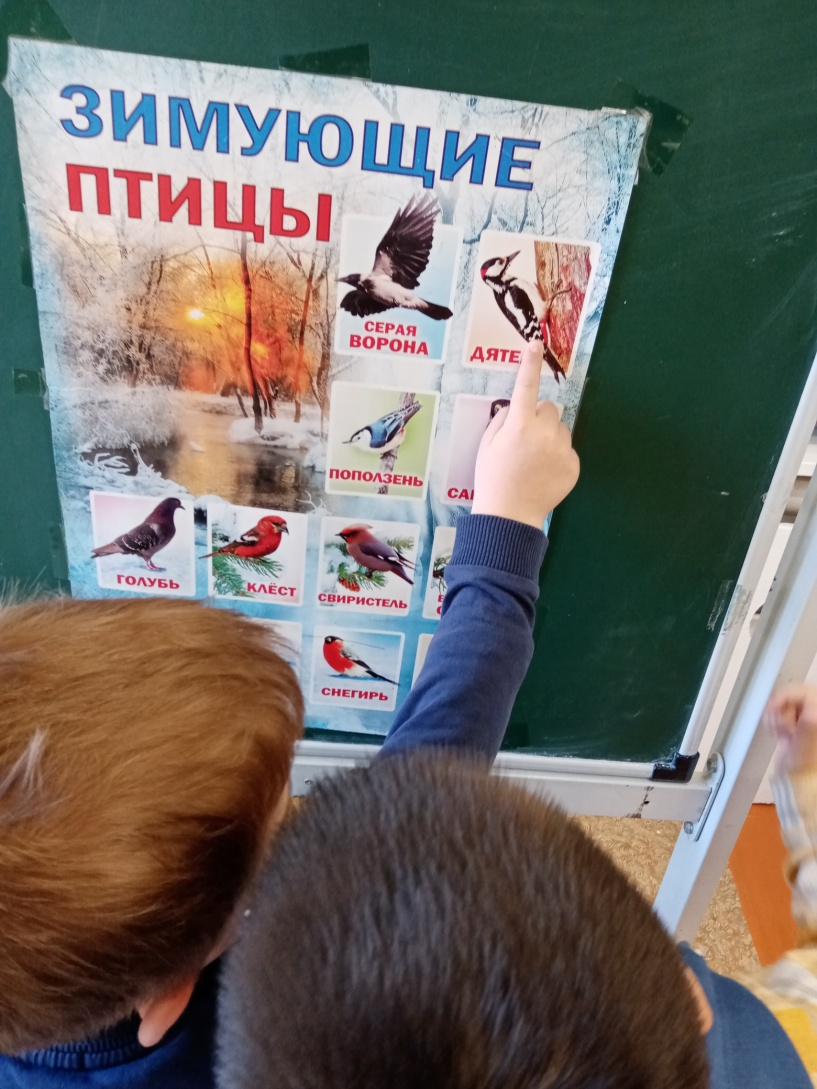 ЗИМУЮЩИЕ
ПТИЦЫ
СЕРАЯ
ВОРОНА
ПОПОЛЗЕНЬ
ГОЛУБЬ
КЛЁСТ
СВИРИСТЕЛЬ
СНЕГИРЬ